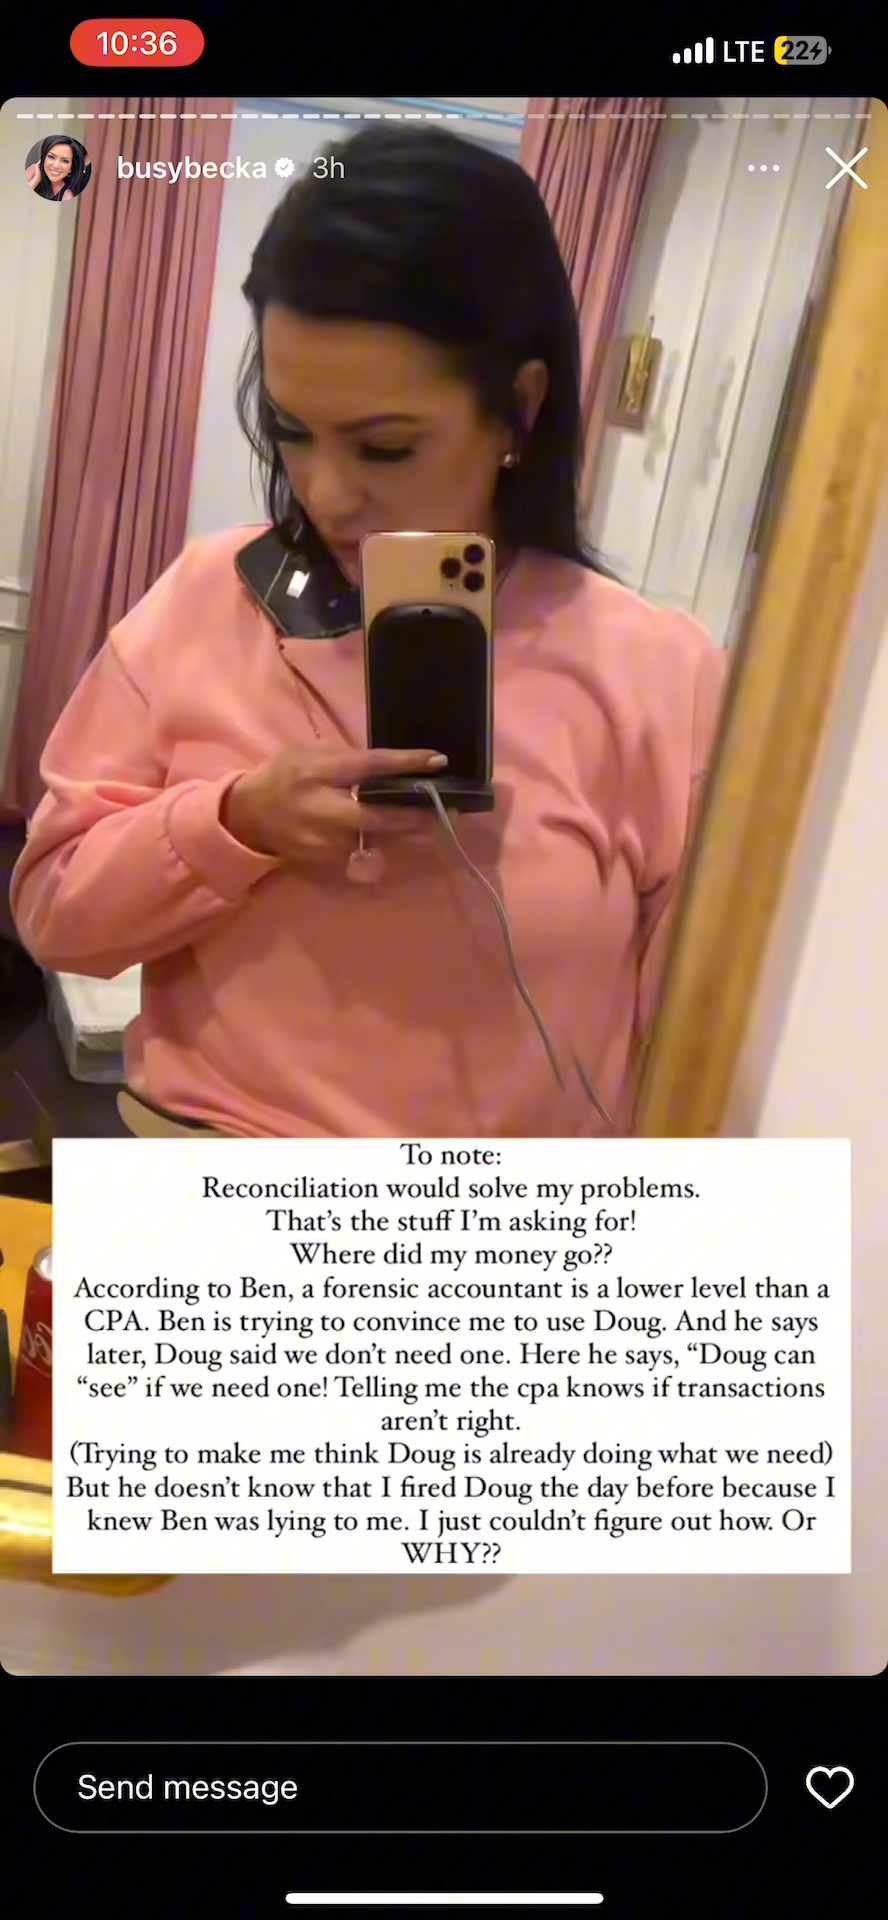 10:36
LTE 22
busybecka 3h
To note:
Reconciliation would solve my problems.
That's the stuff I'm asking for!
Where did my money go??
According to Ben, a forensic accountant is a lower level than a
CPA. Ben is trying to convince me to use Doug. And he says
later, Doug said we don't need one. Here he says, “Doug can
“see” if we need one! Telling me the cpa knows if transactions
aren't right.
(Trying to make me think Doug is already doing what we need)
But he doesn't know that I fired Doug the day before because I
knew Ben was lying to me. I just couldn't figure out how. Or
WHY??
Send message